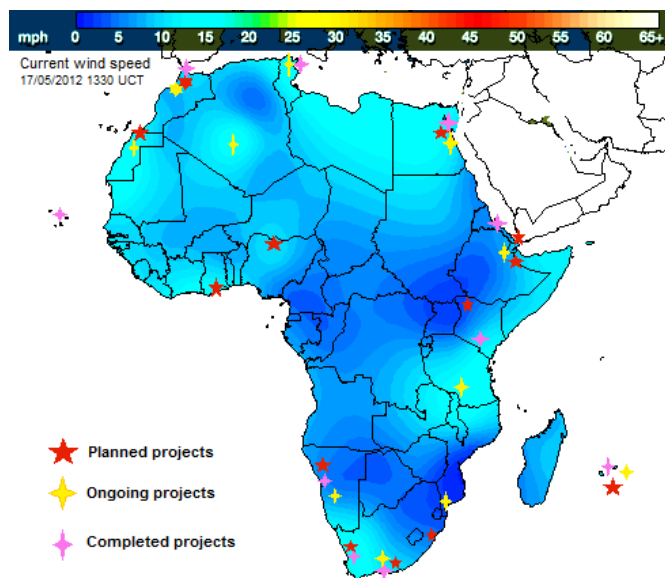 mph 0 5 10 15 20 25 30 35 40 45 50 55 60 65+
Current wind speed
17/05/2012 1330 UCT
Planned projects
Ongoing projects
Completed projects